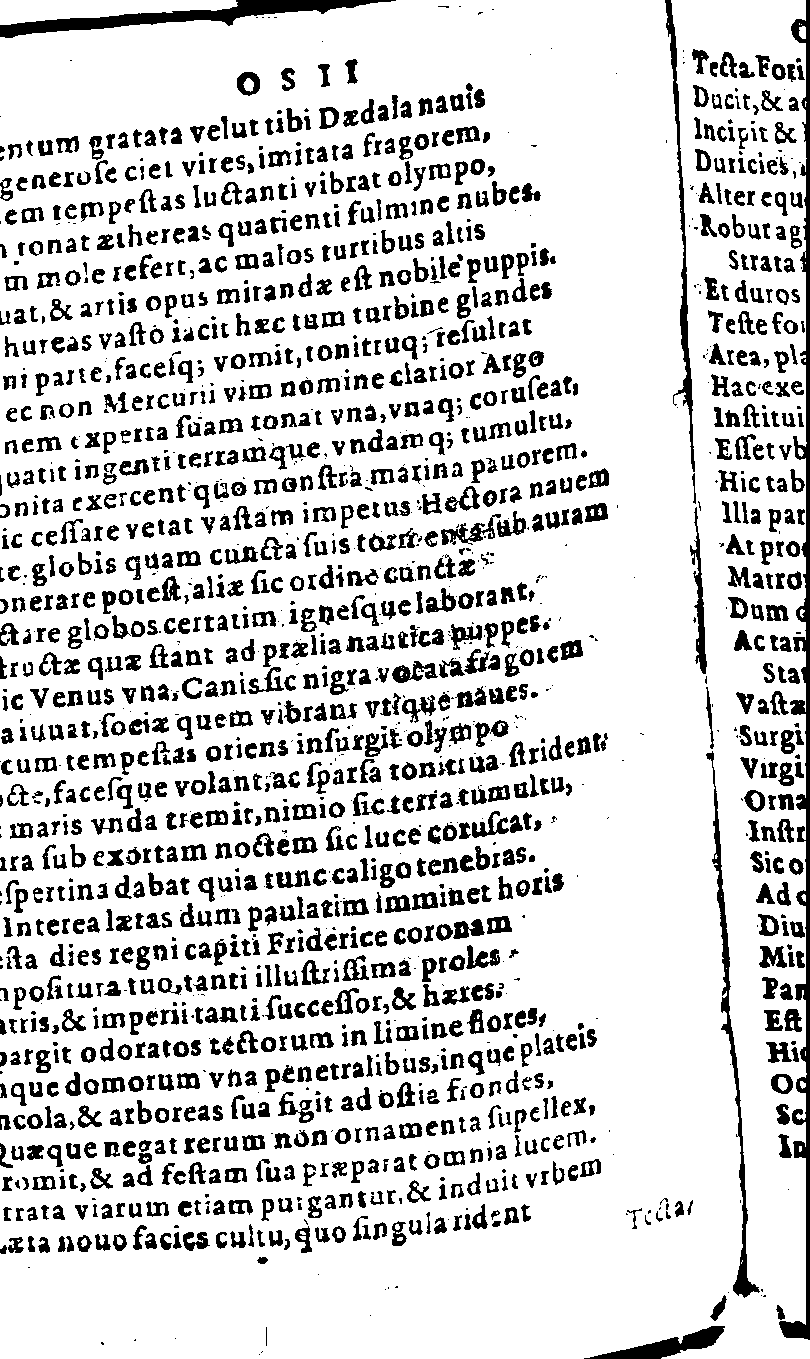 O S I I
entum gratata velut tibi Dædala nauis
generoſe ciet vires, imitata fragorem,
em tempeſtas luctanti vibrat olympo,
tonat æthereas quatienti fulmine nubes.
m mole refert, ac malos turribus altis
uat, & artis opus mirandæ eſt nobile puppis.
hureas vaſto iacit hæc tum turbine glandes
ni parte, faceſq; vomit, tonitruq; reſultat
ec non Mercurii vim nomine clarior Argo
nem experta ſuam tonat vna, vnaq; coruſcat,
uatit ingenti terramque, vndamq; tumultu,
onita exercent quo monſtra marina pauorem.
ic ceſſare vetat vaſtam impetus Hectora nauem
te globis quam cuncta ſuis tormenta ſub auram
onerare poteſt, aliæ ſic ordine cunctæ
ctare globos certatim igneſque laborant,
tructæ quæ ſtant ad prælia nautica puppes.
ic Venus vna, Canis ſic nigra vocata fragorem
a iuuat, ſociæ quem vibrant vtique naues.
cum tempeſtas oriens inſurgit olympo
octe, faceſque volant, ac ſparſa tonitrua ſtrident:
maris vnda tremit, nimio ſic terra tumultu,
ura ſub exortam noctem ſic luce coruſcat,
eſpertina dabat quia tunc caligo tenebras.
Interea lætas dum paulatim imminet horis
eſta dies regni capiti Friderice coronam
mpoſitura tuo, tanti illuſtriſſima proles
atris, & imperii tanti ſucceſſor, & hæres:
pargit odoratos tectorum in limine flores,
nque domorum vna penetralibus, inque plateis
ncola, & arboreas ſua figit ad oſtia frondes,
Quæque negat rerum non ornamenta ſupellex,
romit, & ad feſtam ſua præparat omnia lucem.
trata viarum etiam purgantur, & induit vrbem
Læta nouo facies cultu, quo ſingula rident
Tecta,
Tecta. Fori
Ducit, & a
Incipit &
Duricies,
Alter equ
Robur ag
Strata
Et duros
Teſte fo
Area, pla
Hac exe
Inſtitui
Eſſet vb
Hic tab
Illa par
At pro
Matro
Dum
Ac tan
Stat
Vaſta
Surgi
Virgi
Orna
Inſtr
Sic o
Ad
Diu
Mit
Pan
Eſt
Hic
Oc
Sc
In